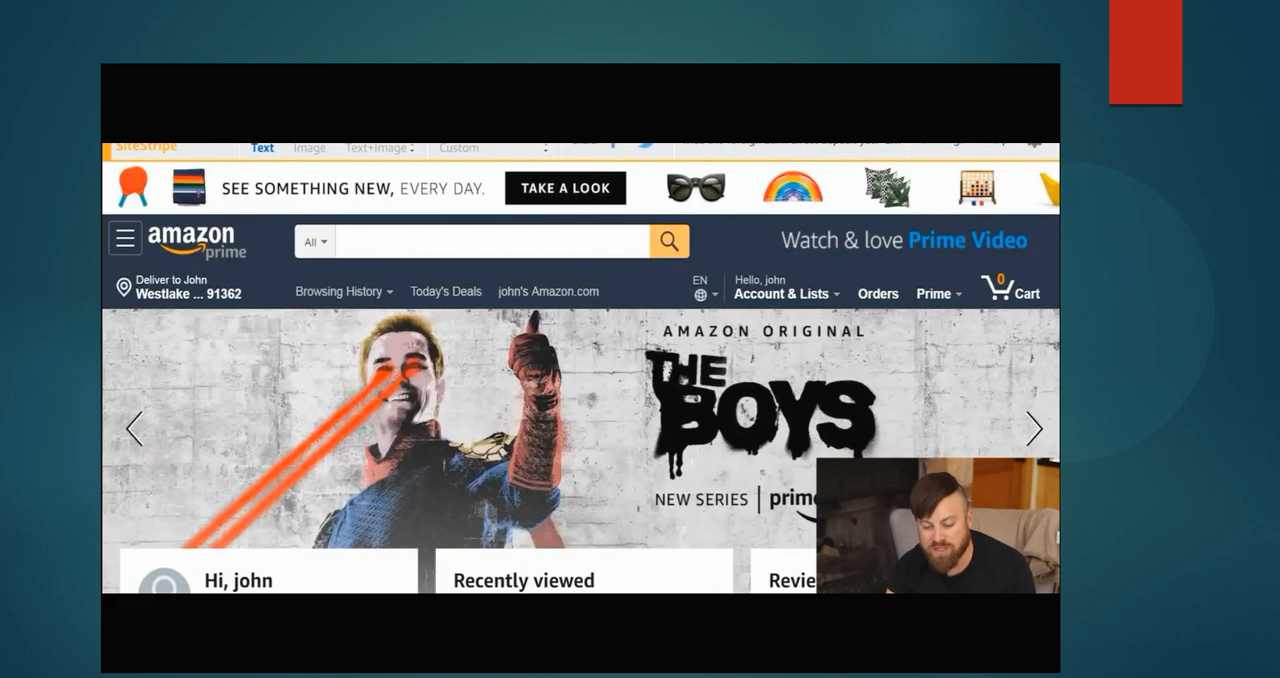 SiteStripe Text Image Text+Image Custom
SEE SOMETHING NEW, EVERY DAY. TAKE A LOOK
amazon prime
All
Watch & love Prime Video
Deliver to John
Westlake ... 91362
Browsing History Today's Deals john's Amazon.com
EN
Hello, john
Account & Lists Orders Prime 0 Cart
AMAZON ORIGINAL
THE
BOYS
NEW SERIES | prime
Hi, john
Recently viewed
Revie